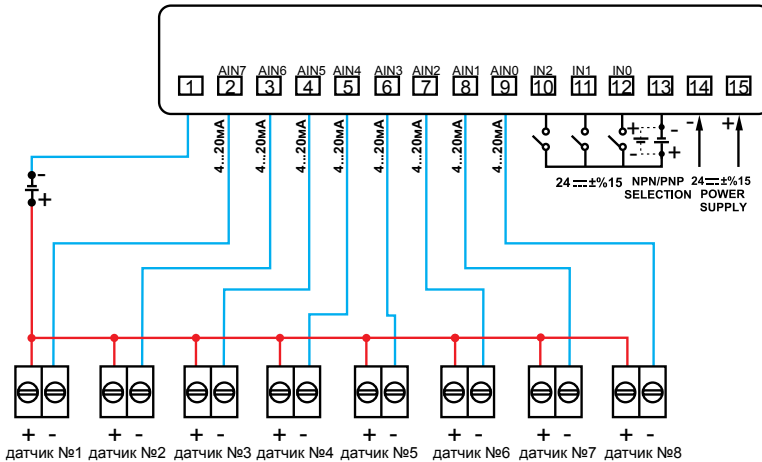 AIN7 AIN6 AIN5 AIN4 AIN3 AIN2 AIN1 AIN0 IN2 IN1 IN0
1 2 3 4 5 6 7 8 9 10 11 12 13 14 15
4...20мА 4...20мА 4...20мА 4...20мА 4...20мА 4...20мА 4...20мА 4...20мА
+ - - +
- +
- +
24 ⎓ ±%15 NPN/PNP 24 ⎓ ±%15
SELECTION POWER
SUPPLY
+ - + - + - + - + - + - + - + -
датчик №1 датчик №2 датчик №3 датчик №4 датчик №5 датчик №6 датчик №7 датчик №8